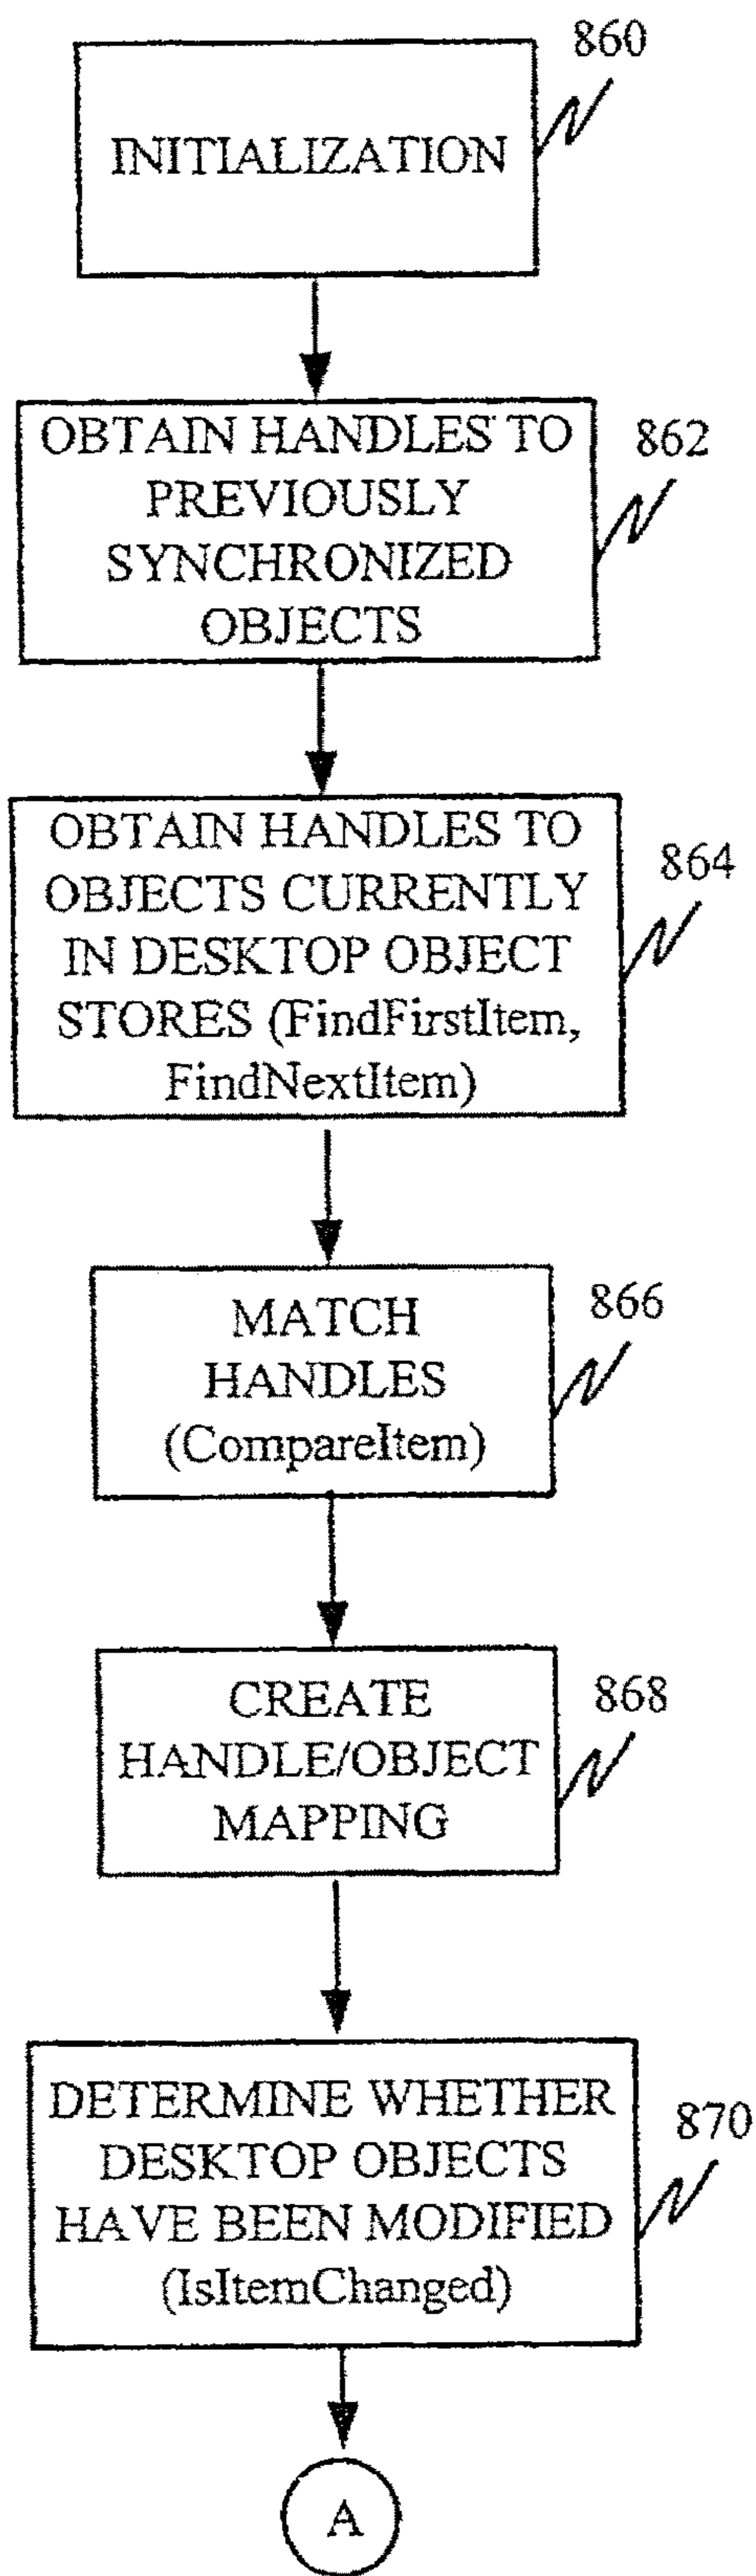 860
INITIALIZATION
OBTAIN HANDLES TO
PREVIOUSLY
SYNCHRONIZED
OBJECTS
862
OBTAIN HANDLES TO
OBJECTS CURRENTLY
IN DESKTOP OBJECT
STORES (FindFirstItem,
FindNextItem)
864
MATCH
HANDLES
(CompareItem)
866
CREATE
HANDLE/OBJECT
MAPPING
868
DETERMINE WHETHER
DESKTOP OBJECTS
HAVE BEEN MODIFIED
(IsItemChanged)
870
A